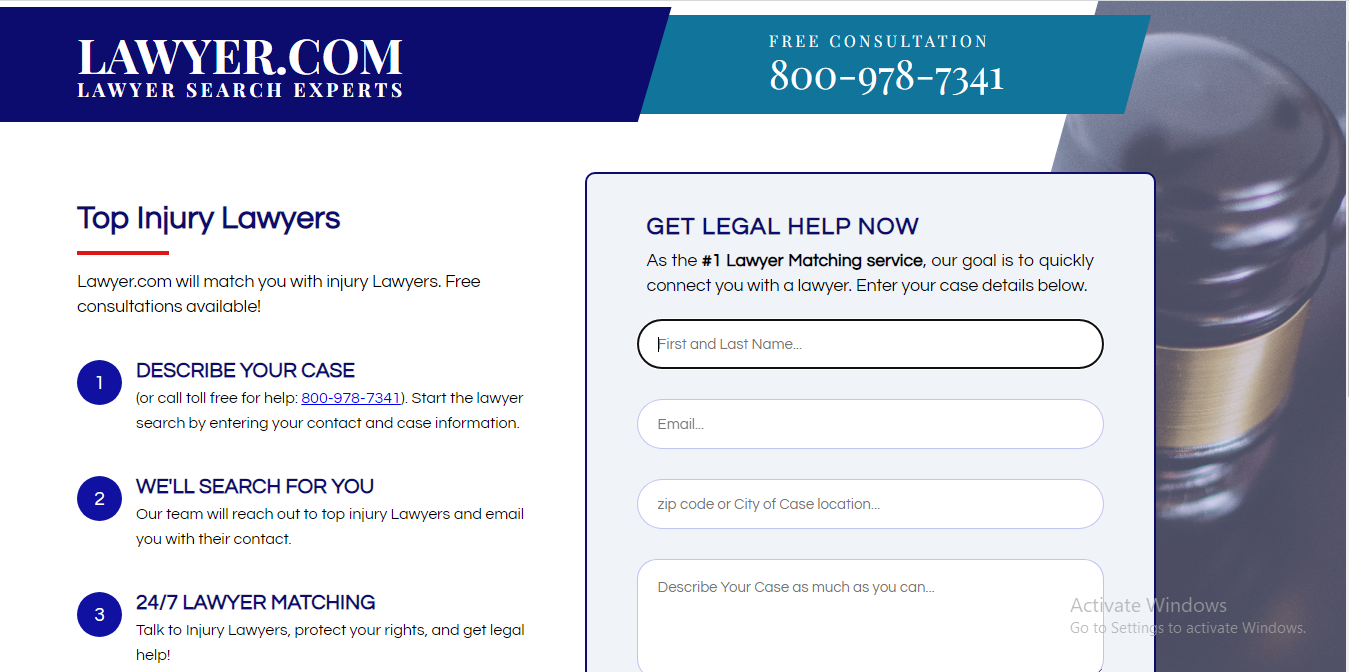 LAWYER.COM
LAWYER SEARCH EXPERTS
FREE CONSULTATION
800-978-7341
Top Injury Lawyers
Lawyer.com will match you with injury Lawyers. Free
consultations available!
1
DESCRIBE YOUR CASE
(or call toll free for help: 800-978-7341). Start the lawyer
search by entering your contact and case information.
2
WE'LL SEARCH FOR YOU
Our team will reach out to top injury Lawyers and email
you with their contact.
3
24/7 LAWYER MATCHING
Talk to Injury Lawyers, protect your rights, and get legal
help!
GET LEGAL HELP NOW
As the #1 Lawyer Matching service, our goal is to quickly
connect you with a lawyer. Enter your case details below.
First and Last Name...
Email...
zip code or City of Case location...
Describe Your Case as much as you can...
Activate Windows
Go to Settings to activate Windows.